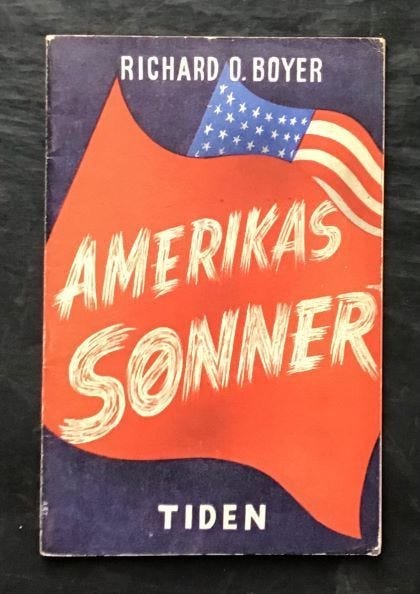 RICHARD O. BOYER
AMERIKAS
SØNNER
TIDEN